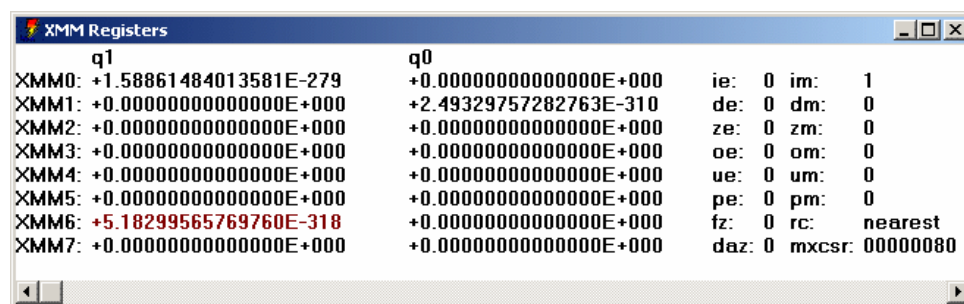 XMM Registers
q1 q0
XMM0: +1.58861484013581E-279 +0.00000000000000E+000 ie: 0 im: 1
XMM1: +0.00000000000000E+000 +2.49329757282763E-310 de: 0 dm: 0
XMM2: +0.00000000000000E+000 +0.00000000000000E+000 ze: 0 zm: 0
XMM3: +0.00000000000000E+000 +0.00000000000000E+000 oe: 0 om: 0
XMM4: +0.00000000000000E+000 +0.00000000000000E+000 ue: 0 um: 0
XMM5: +0.00000000000000E+000 +0.00000000000000E+000 pe: 0 pm: 0
XMM6: +5.18299565769760E-318 +0.00000000000000E+000 fz: 0 rc: nearest
XMM7: +0.00000000000000E+000 +0.00000000000000E+000 daz: 0 mxcsr: 00000080